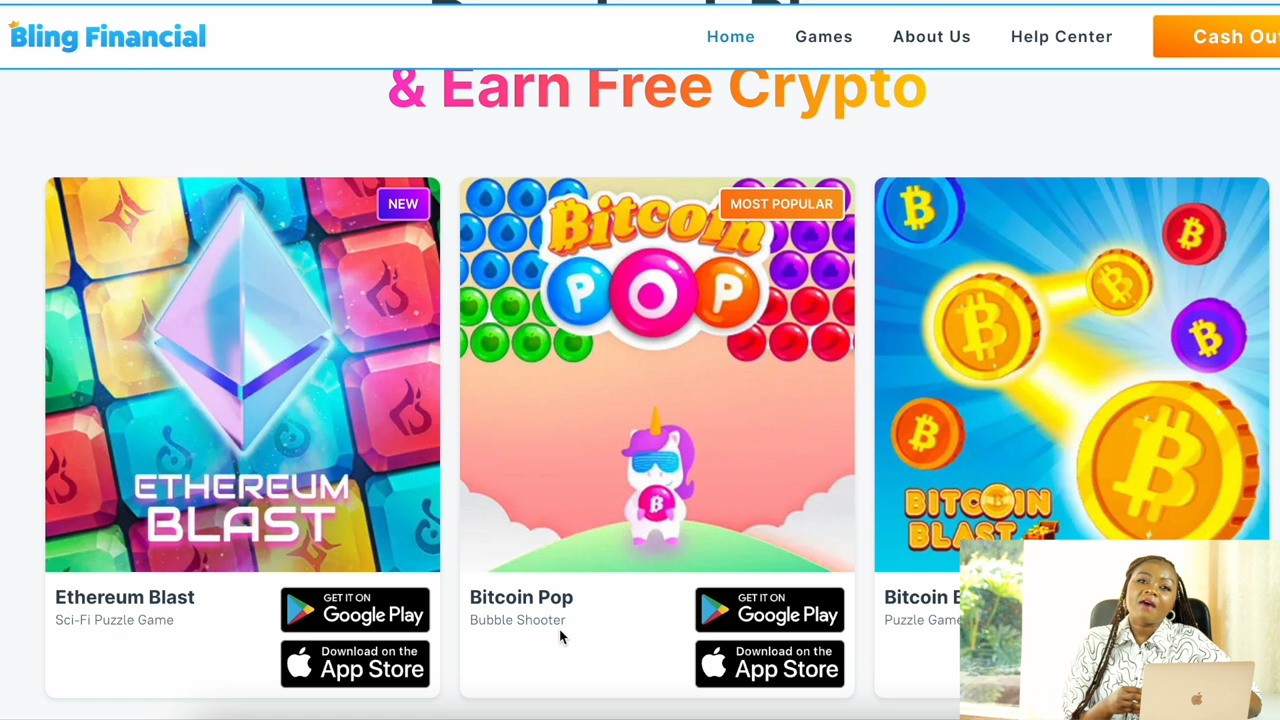 Bling Financial
Home
Games
About Us
Help Center
Cash Ou
& Earn Free Crypto
NEW
ETHEREUM
BLAST
Ethereum Blast
Sci-Fi Puzzle Game
GET IT ON
Google Play
Download on the
App Store
MOST POPULAR
Bitcoin
POP
Bitcoin Pop
Bubble Shooter
GET IT ON
Google Play
Download on the
App Store
BITCOIN
BLAST
Bitcoin
Puzzle Game